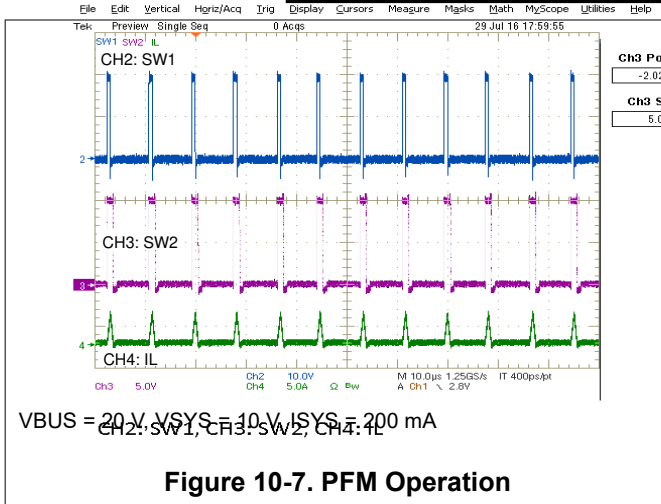 File Edit Vertical Horiz/Acq Trig Display Cursors Measure Masks Math MyScope Utilities Help
Tek Preview Single Seq 0 Acqs 29 Jul 16 17:59:55
SW1 SW2 IL
CH2: SW1
Ch3 Po
-2.02
Ch3 S
5.0
2
CH3: SW2
3
4
CH4: IL
Ch2 10.0V M 10.0µs 1.25GS/s IT 400ps/pt
Ch3 5.0V Ch4 5.0A Ω Bw A Ch1 2.8V
VBUS = 20 V, VSYS = 10 V, ISYS = 200 mA
CH2: SW1, CH3: SW2, CH4: IL
Figure 10-7. PFM Operation